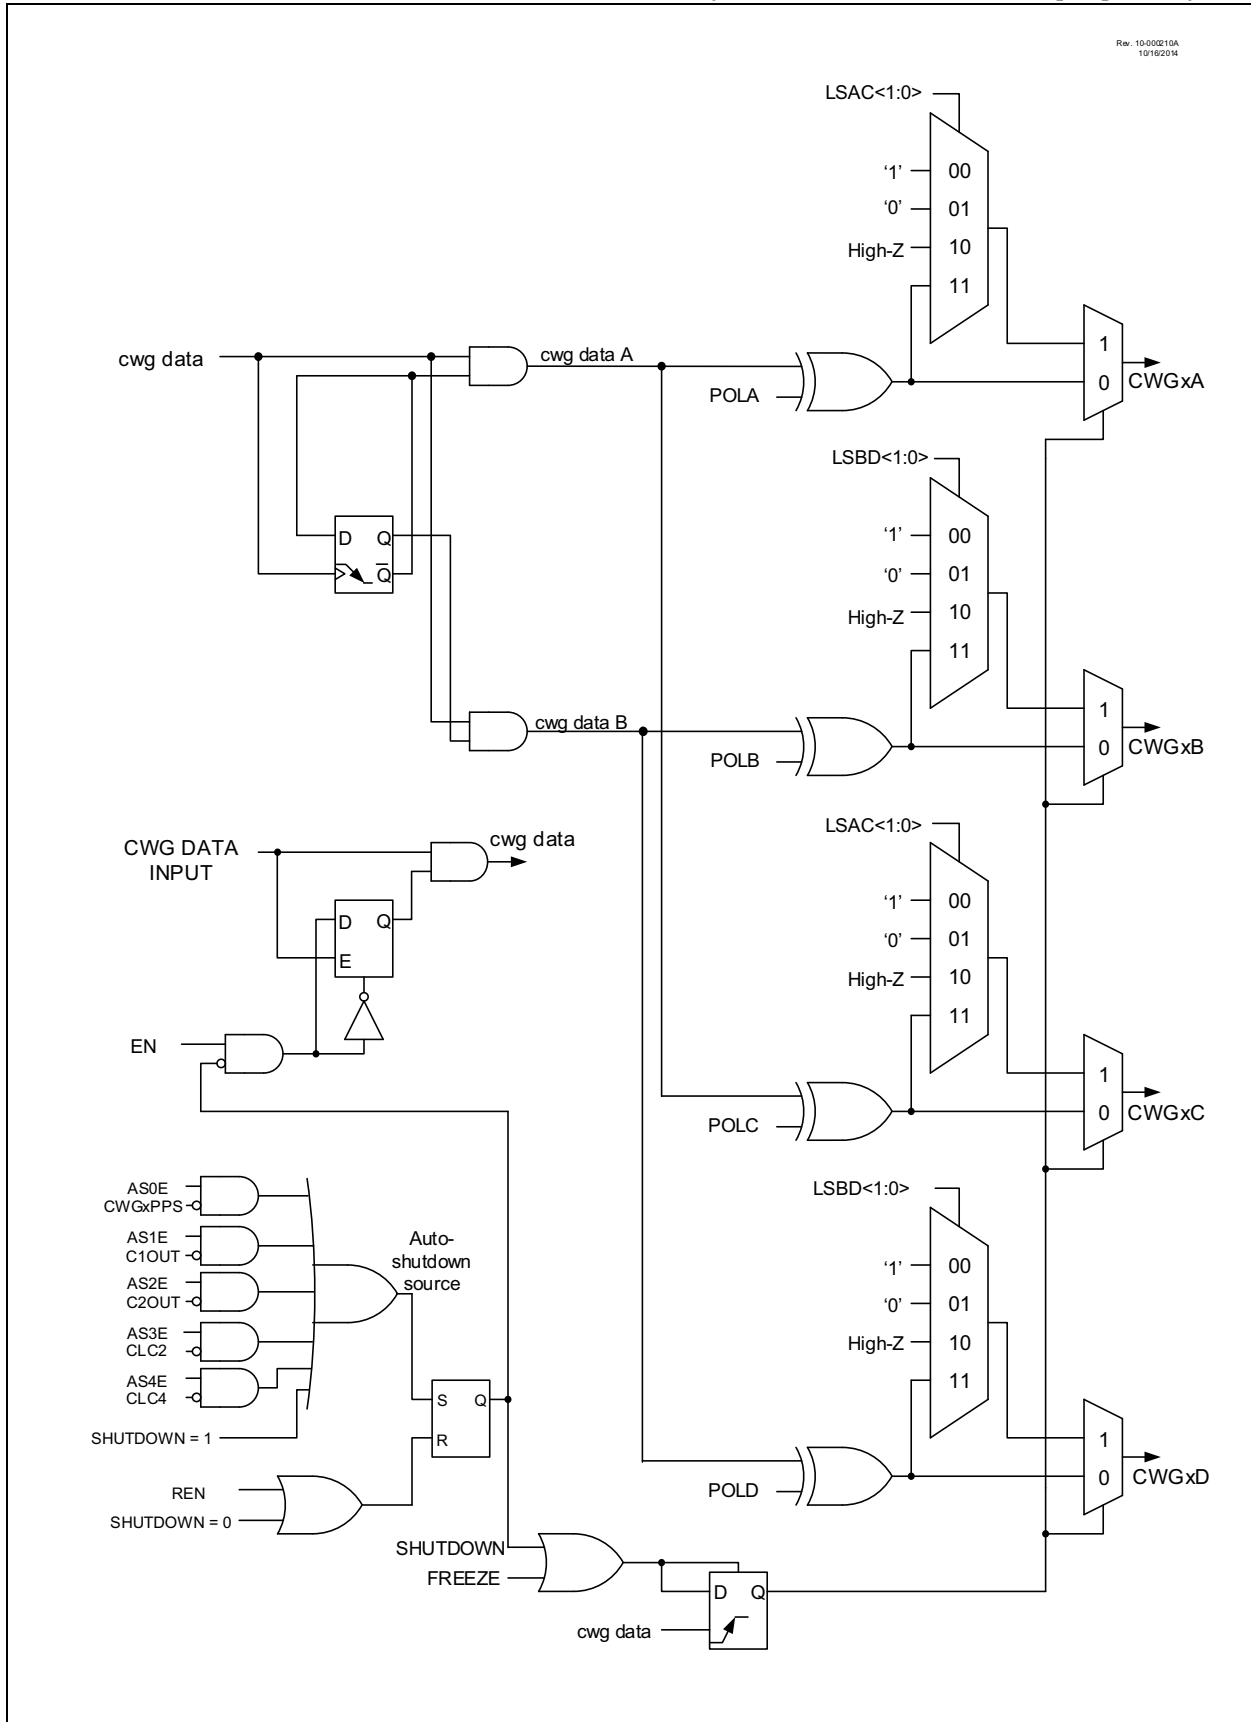 Rev. 10-000210A
10/16/2014
LSAC<1:0>
'1'
00
'0'
01
High-Z
10
11
cwg data
cwg data A
1
0
CWGxA
POLA
LSBD<1:0>
'1'
00
'0'
01
High-Z
10
11
D
Q
Q
cwg data B
1
0
CWGxB
POLB
LSAC<1:0>
CWG DATA
INPUT
cwg data
'1'
00
'0'
01
High-Z
10
11
D
Q
E
EN
1
0
CWGxC
POLC
AS0E
CWGxPPS
AS1E
C1OUT
AS2E
C2OUT
AS3E
CLC2
AS4E
CLC4
SHUTDOWN = 1
Auto-
shutdown
source
S
Q
R
REN
SHUTDOWN = 0
LSBD<1:0>
'1'
00
'0'
01
High-Z
10
11
1
0
CWGxD
POLD
SHUTDOWN
FREEZE
D
Q
cwg data